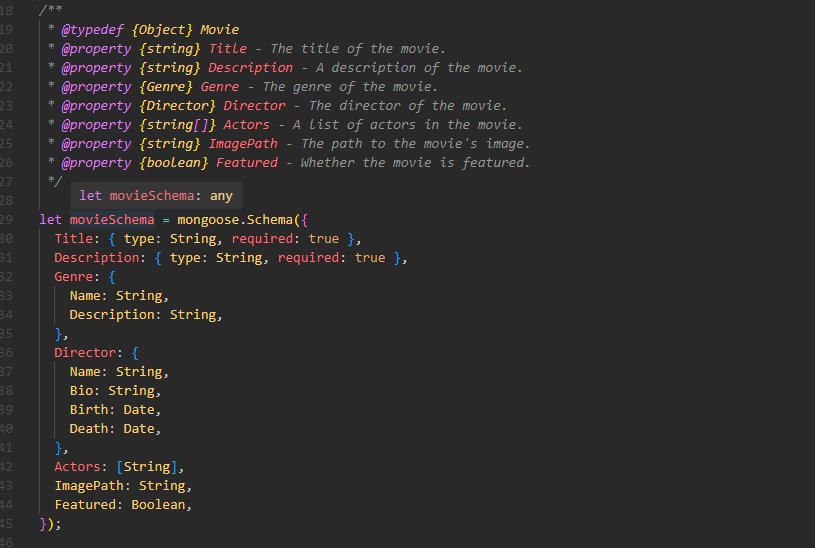 18 /**
19  * @typedef {Object} Movie
20  * @property {string} Title - The title of the movie.
21  * @property {string} Description - A description of the movie.
22  * @property {Genre} Genre - The genre of the movie.
23  * @property {Director} Director - The director of the movie.
24  * @property {string[]} Actors - A list of actors in the movie.
25  * @property {string} ImagePath - The path to the movie's image.
26  * @property {boolean} Featured - Whether the movie is featured.
27  */
let movieSchema: any
28
29 let movieSchema = mongoose.Schema({
30   Title: { type: String, required: true },
31   Description: { type: String, required: true },
32   Genre: {
33     Name: String,
34     Description: String,
35   },
36   Director: {
37     Name: String,
38     Bio: String,
39     Birth: Date,
40     Death: Date,
41   },
42   Actors: [String],
43   ImagePath: String,
44   Featured: Boolean,
45 });
46